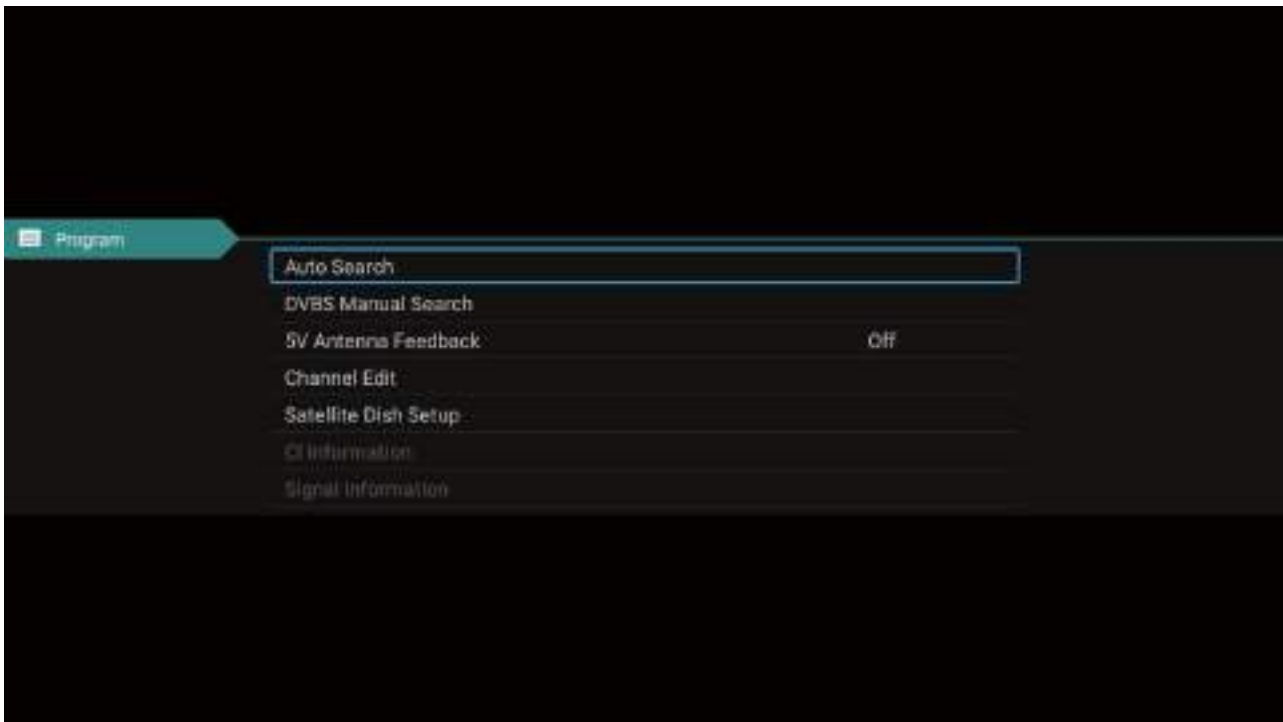 Program
Auto Search
DVBS Manual Search
5V Antenna Feedback Off
Channel Edit
Satellite Dish Setup
CI Information
Signal Information